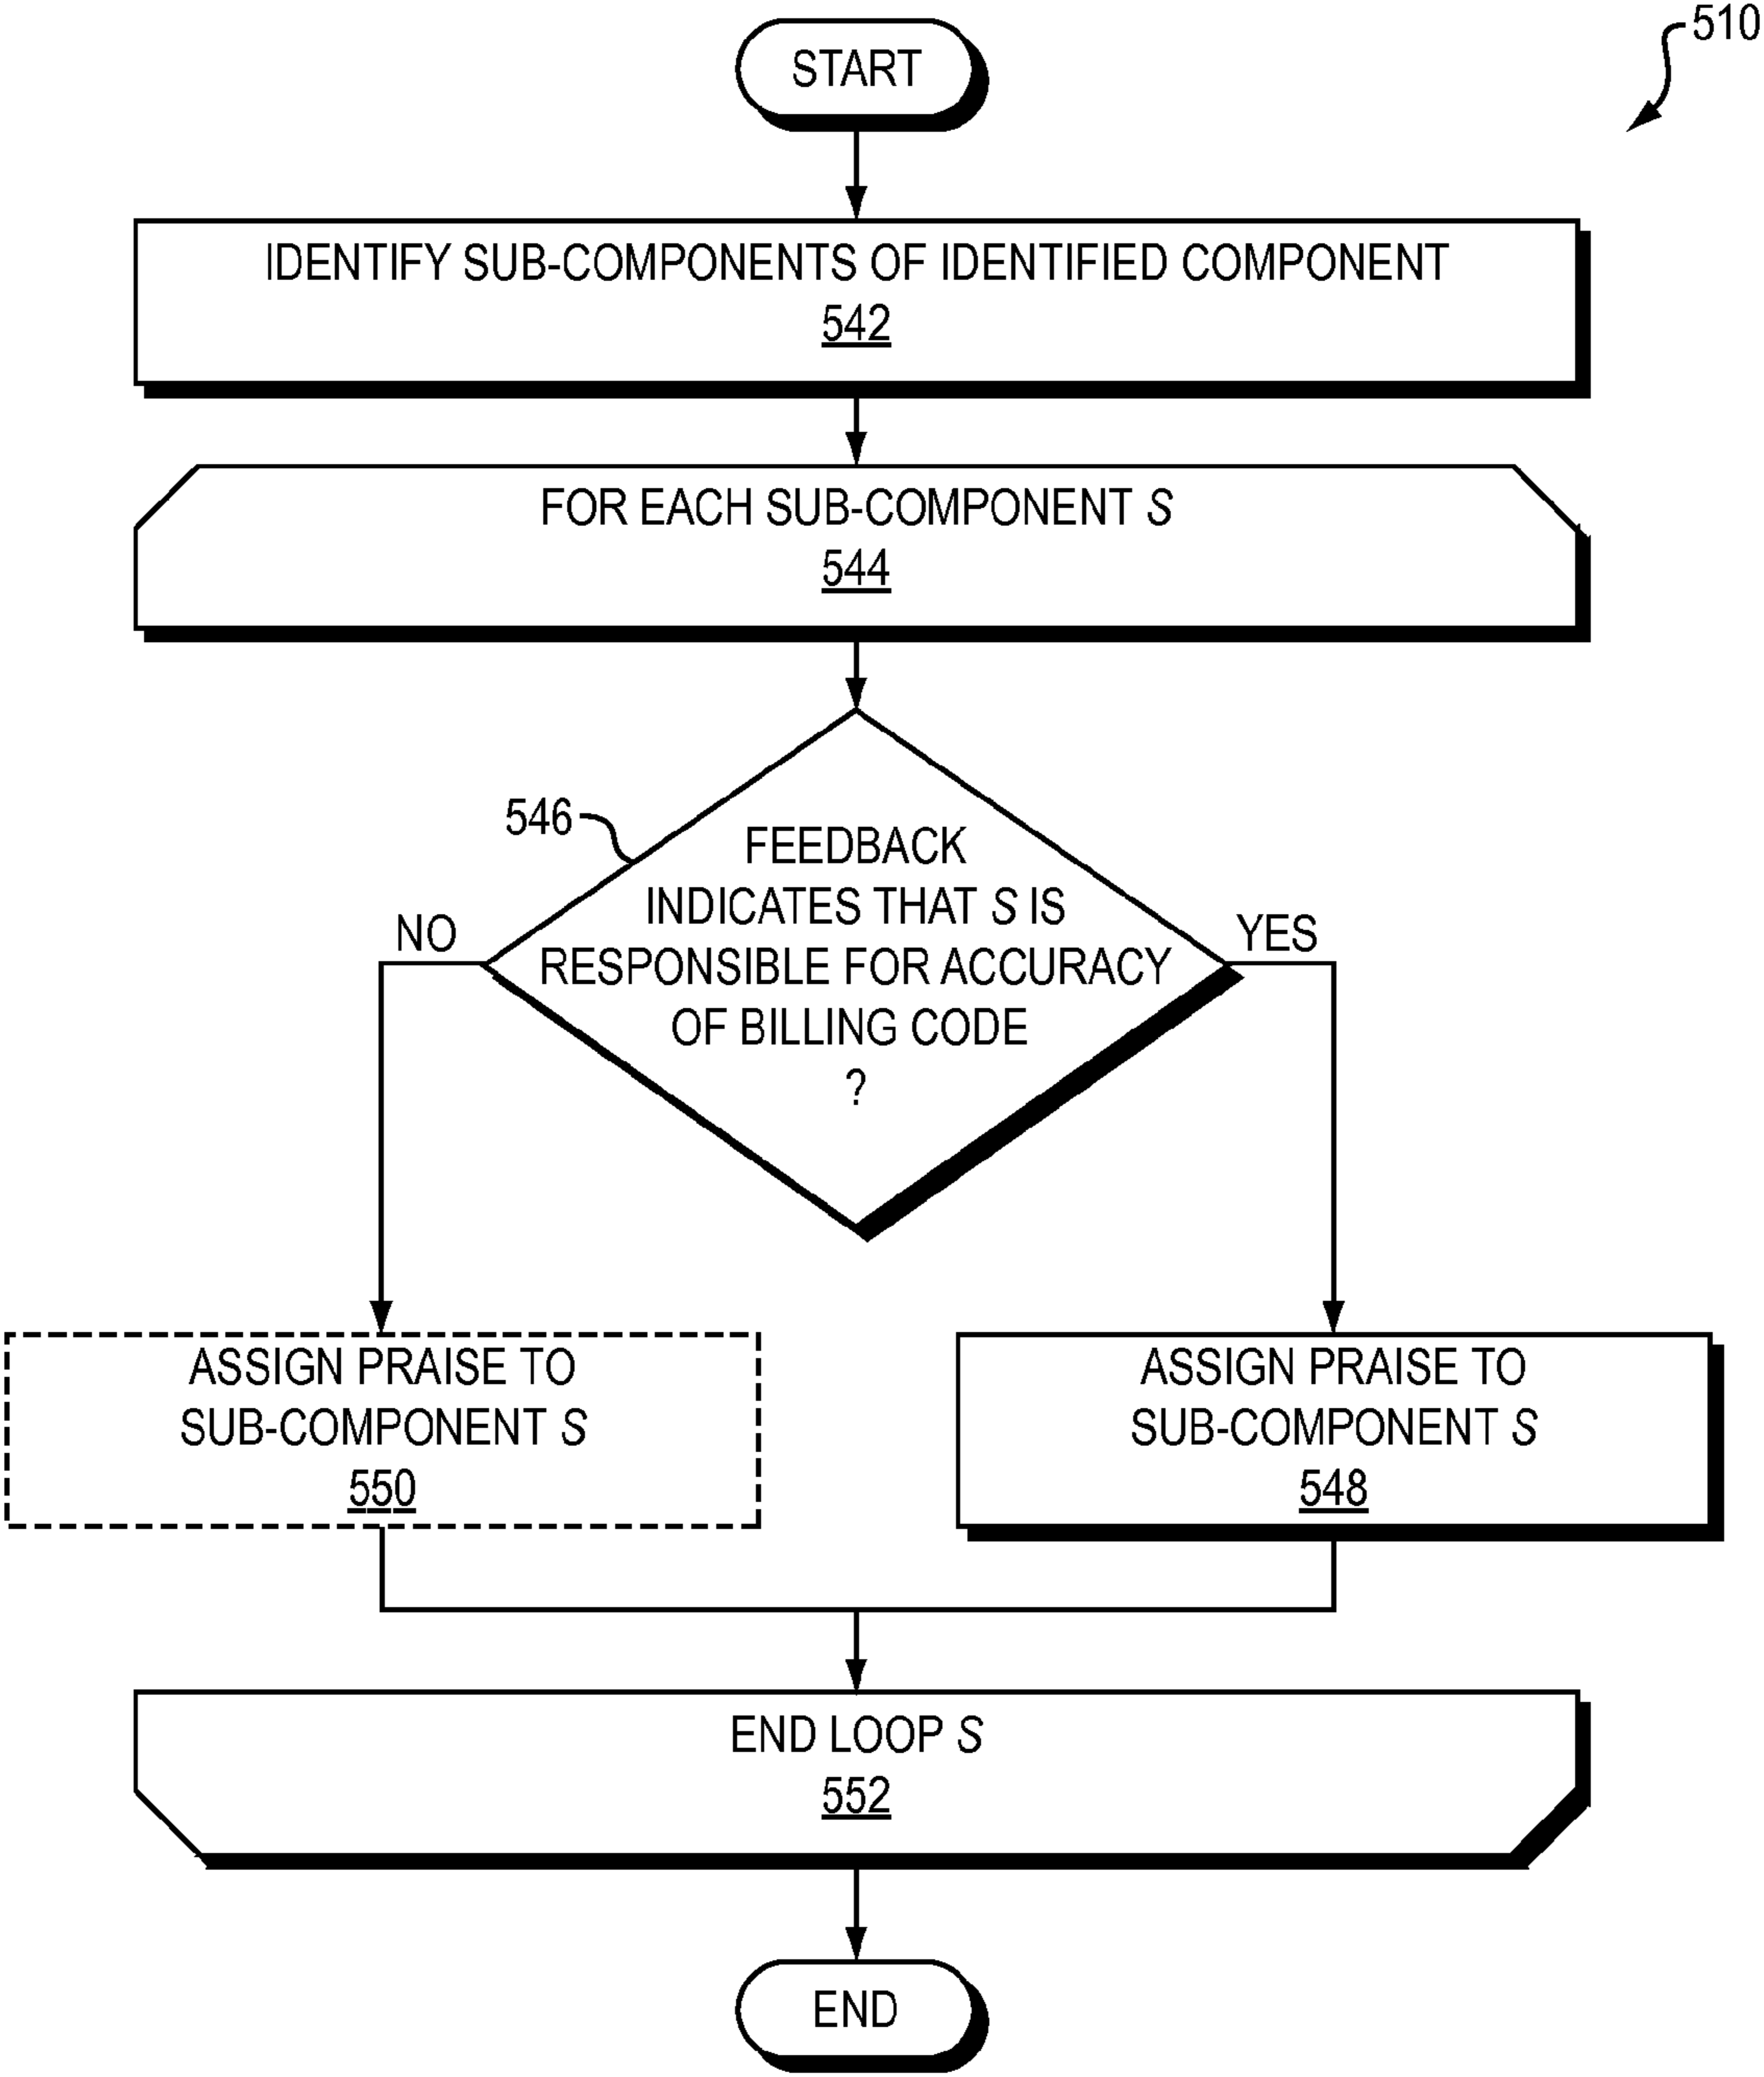 510
START
IDENTIFY SUB-COMPONENTS OF IDENTIFIED COMPONENT
542
FOR EACH SUB-COMPONENT S
544
546
FEEDBACK
INDICATES THAT S IS
RESPONSIBLE FOR ACCURACY
OF BILLING CODE
?
NO
YES
ASSIGN PRAISE TO
SUB-COMPONENT S
550
ASSIGN PRAISE TO
SUB-COMPONENT S
548
END LOOP S
552
END